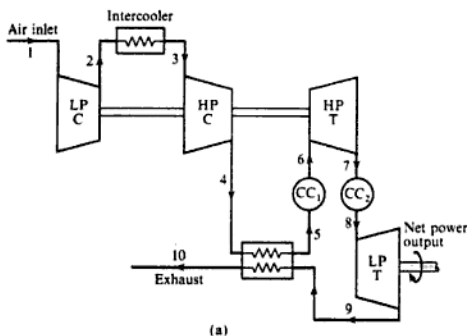 Intercooler
Air inlet
1
2
3
LP
C
HP
C
HP
T
4
6
7
CC₁
CC₂
5
8
Net power
output
LP
T
10
Exhaust
9
(a)